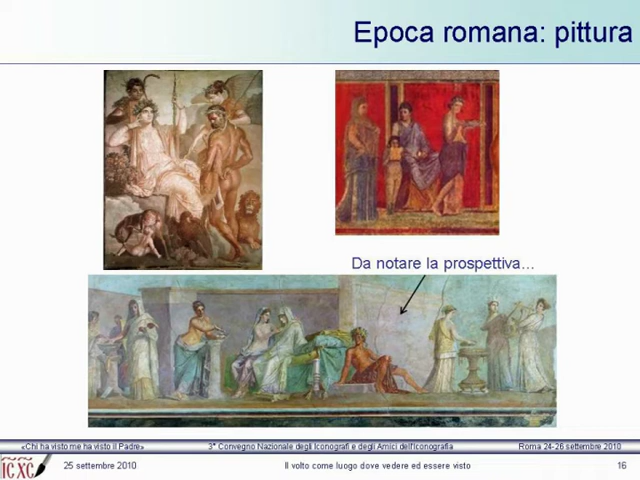 Epoca romana: pittura
Da notare la prospettiva...
«Chi ha visto me ha visto il Padre»
3° Convegno Nazionale degli Iconografi e degli Amici dell'Iconografia
Roma 24-26 settembre 2010
IC XC
25 settembre 2010
Il volto come luogo dove vedere ed essere visto
16